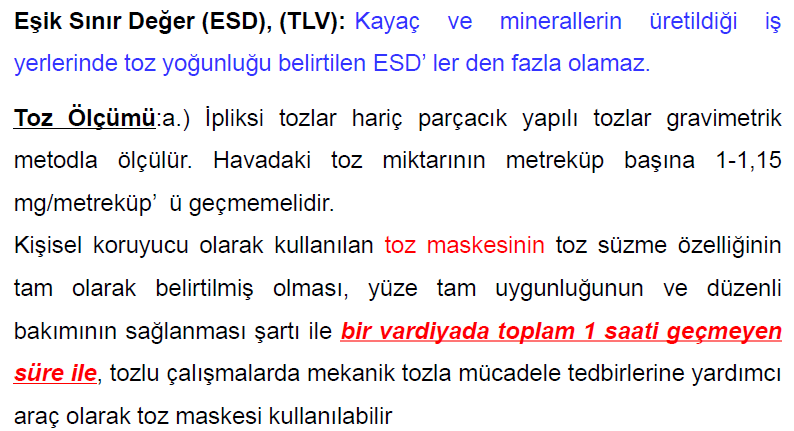 Eşik Sınır Değer (ESD), (TLV): Kayaç ve minerallerin üretildiği iş
yerlerinde toz yoğunluğu belirtilen ESD’ ler den fazla olamaz.
Toz Ölçümü:a.) İpliksi tozlar hariç parçacık yapılı tozlar gravimetrik
metodla ölçülür. Havadaki toz miktarının metreküp başına 1-1,15
mg/metreküp’ ü geçmemelidir.
Kişisel koruyucu olarak kullanılan toz maskesinin toz süzme özelliğinin
tam olarak belirtilmiş olması, yüze tam uygunluğunun ve düzenli
bakımının sağlanması şartı ile bir vardiyada toplam 1 saati geçmeyen
süre ile, tozlu çalışmalarda mekanik tozla mücadele tedbirlerine yardımcı
araç olarak toz maskesi kullanılabilir